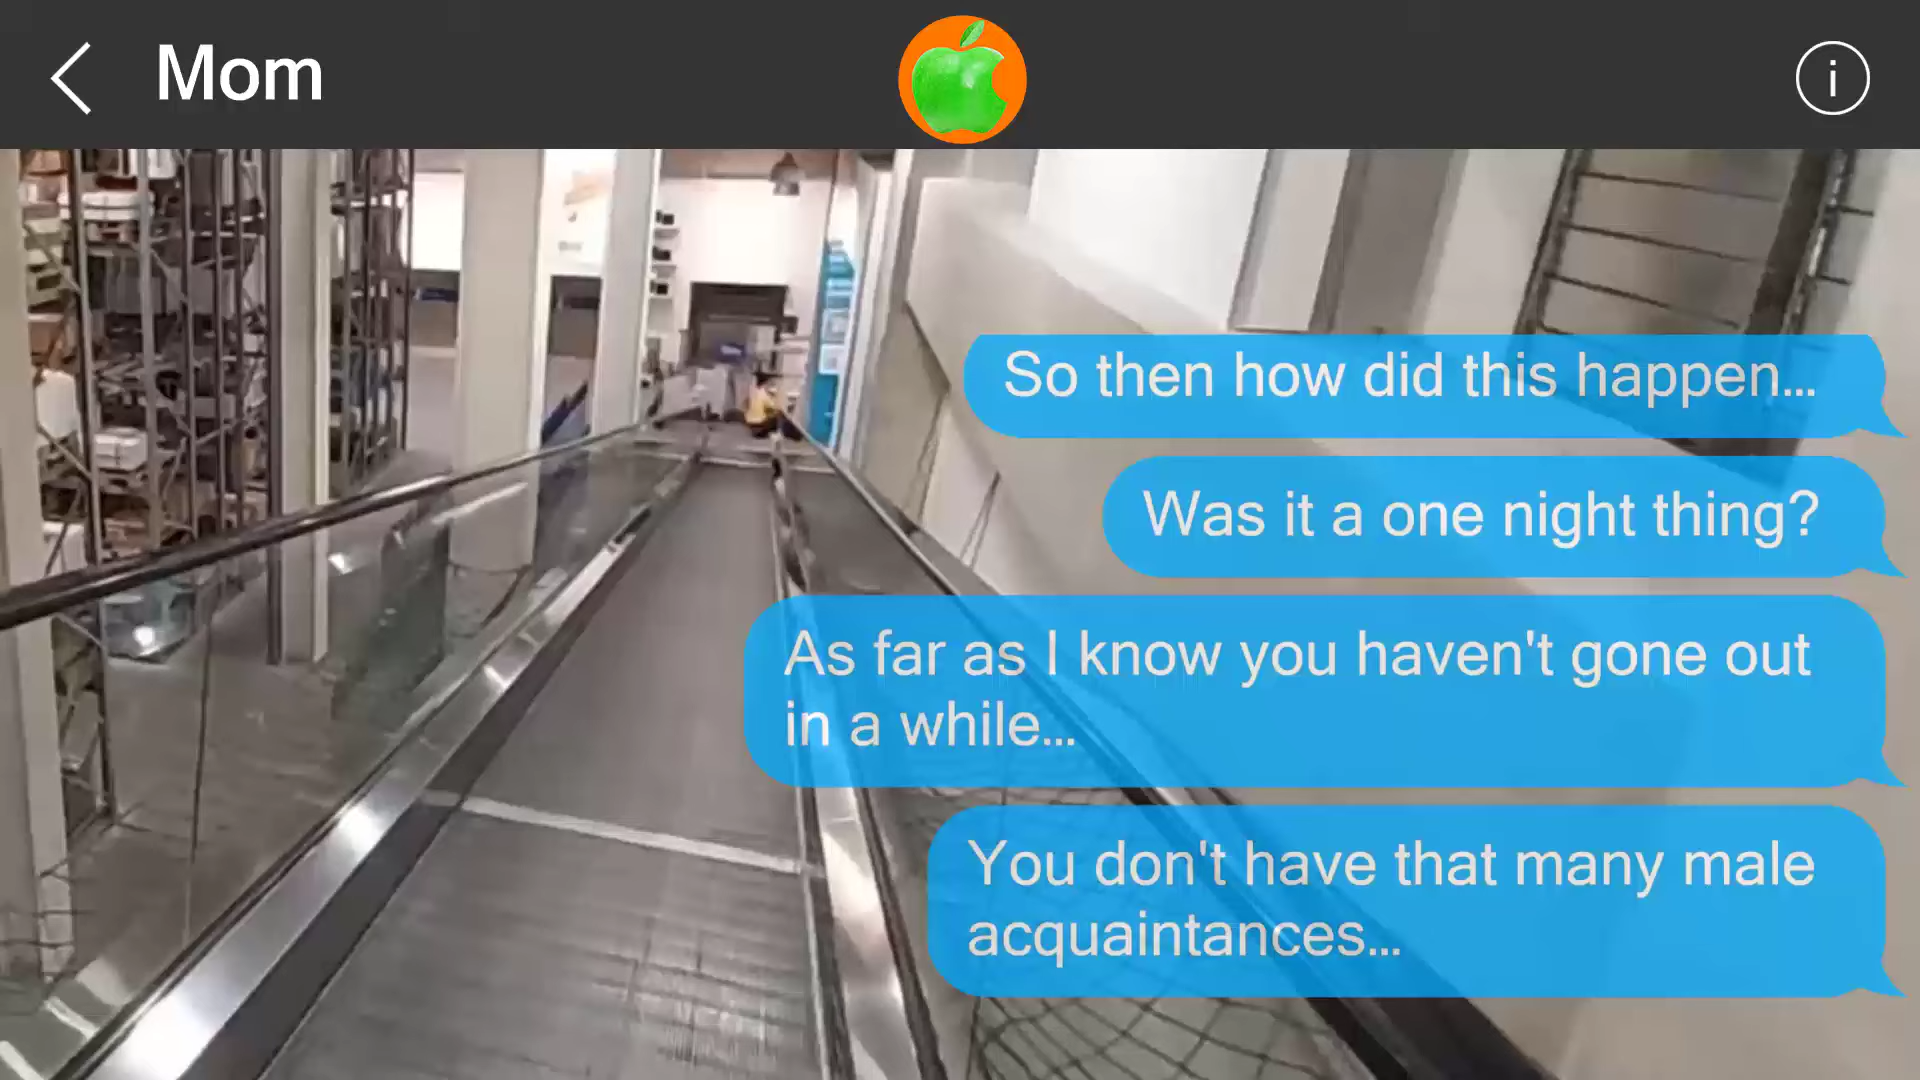 Mom
So then how did this happen...
Was it a one night thing?
As far as I know you haven't gone out
in a while...
You don't have that many male
acquaintances...